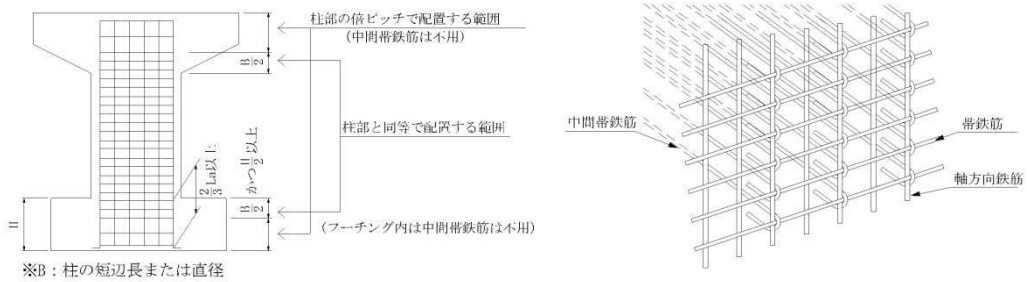 柱部の倍ピッチで配置する範囲
(中間帯鉄筋は不用)
B/2
柱部と同等で配置する範囲
2/3 La以上
B/2 かつ H/2 以上
H
(フーチング内は中間帯鉄筋は不用)
※B:柱の短辺長または直径
中間帯鉄筋
帯鉄筋
軸方向鉄筋